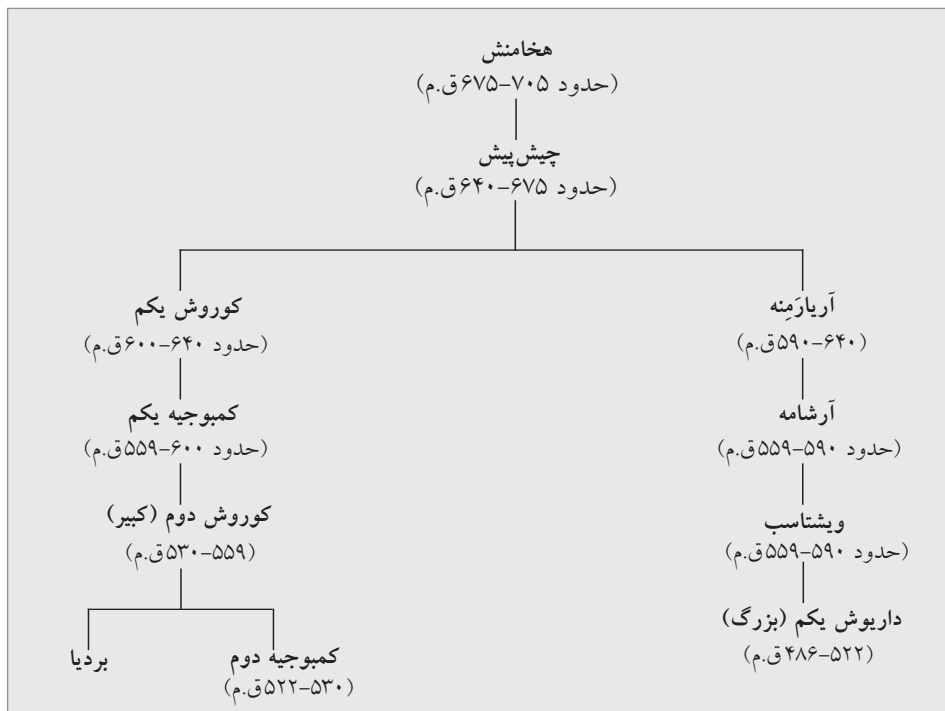 هخامنش
(حدود ۷۰۵–۶۷۵ق.م)
چیش‌پیش
(حدود ۶۷۵–۶۴۰ق.م)
آریارَمِنه
(۶۴۰–۵۹۰ق.م)
کوروش یکم
(حدود ۶۴۰–۶۰۰ق.م)
آرشامه
(حدود ۵۹۰–۵۵۹ق.م)
کمبوجیه یکم
(حدود ۶۰۰–۵۵۹ق.م)
ویشتاسب
(حدود ۵۹۰–۵۵۹ق.م)
کوروش دوم (کبیر)
(۵۵۹–۵۳۰ق.م)
داریوش یکم (بزرگ)
(۵۲۲–۴۸۶ق.م)
کمبوجیه دوم
(۵۳۰–۵۲۲ق.م)
بردیا